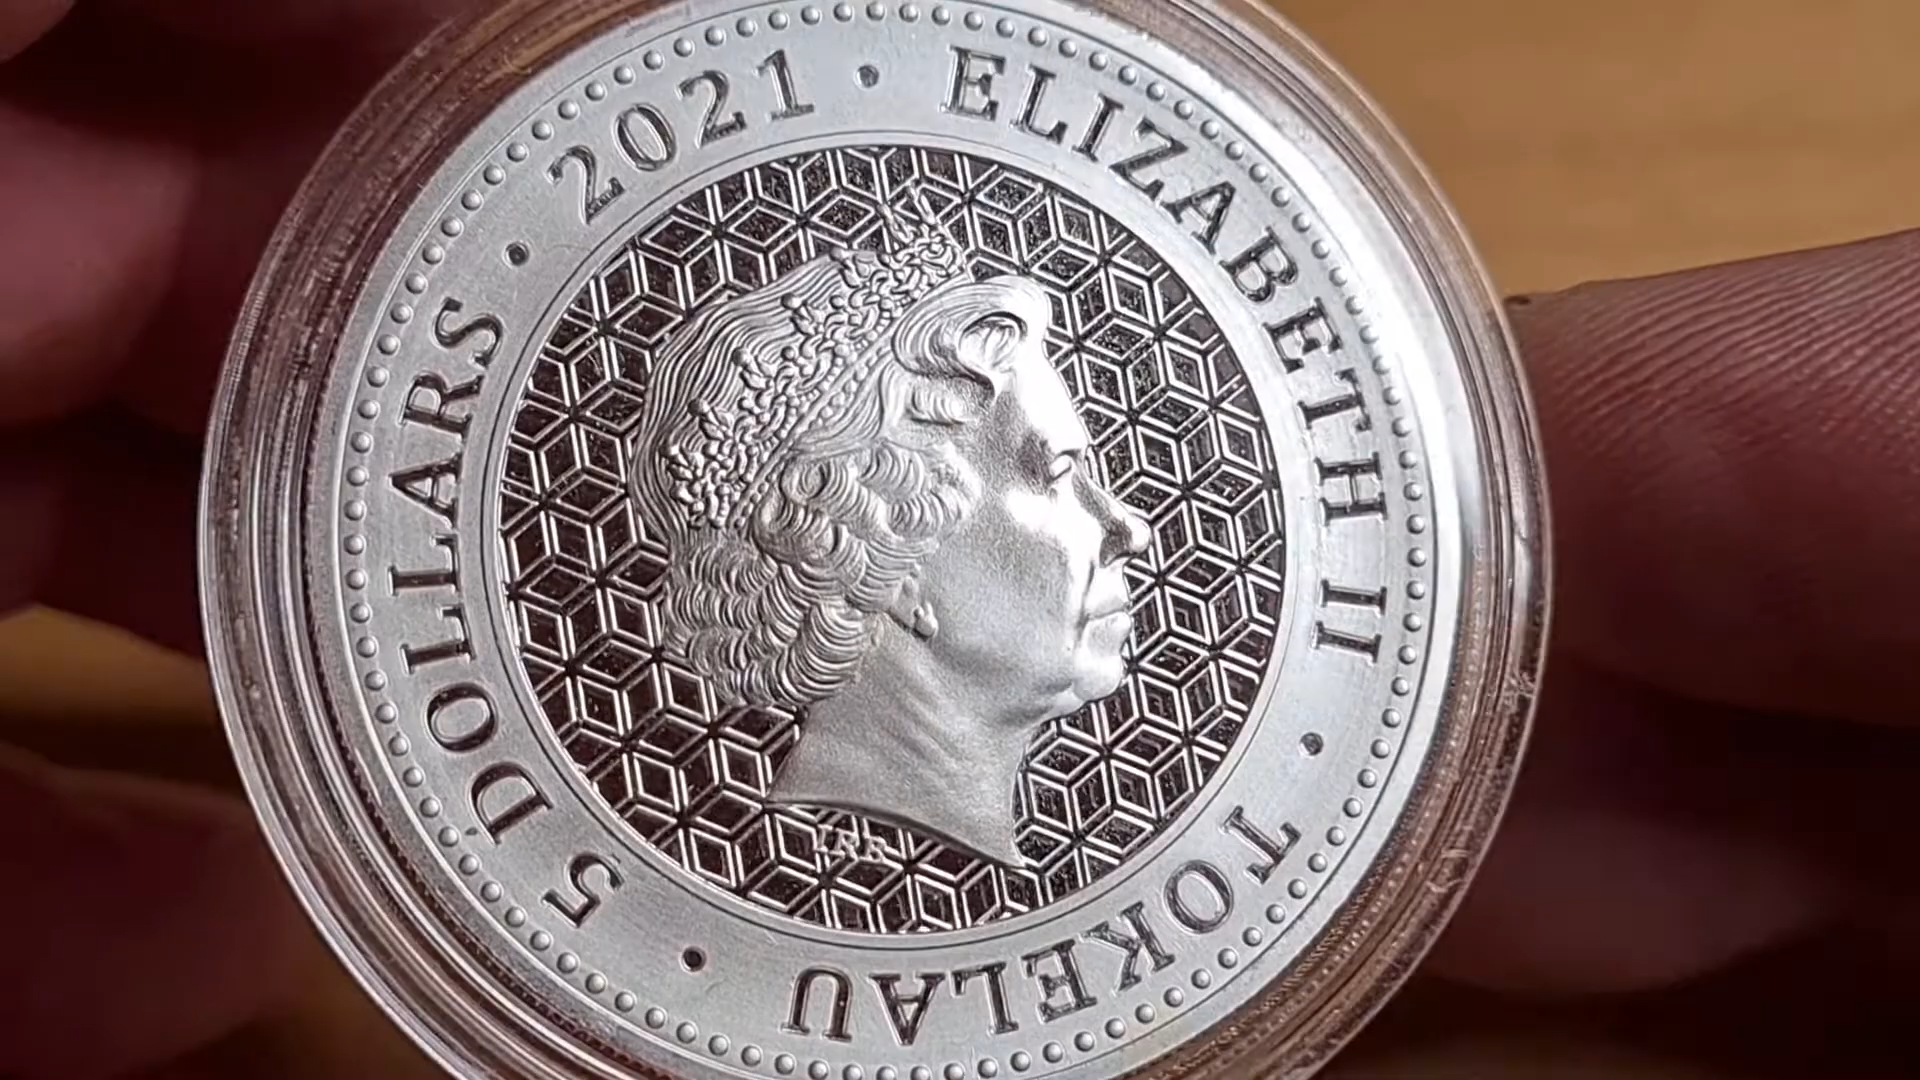 ELIZABETH II • TOKELAU • 5 DOLLARS • 2021 •
IRB